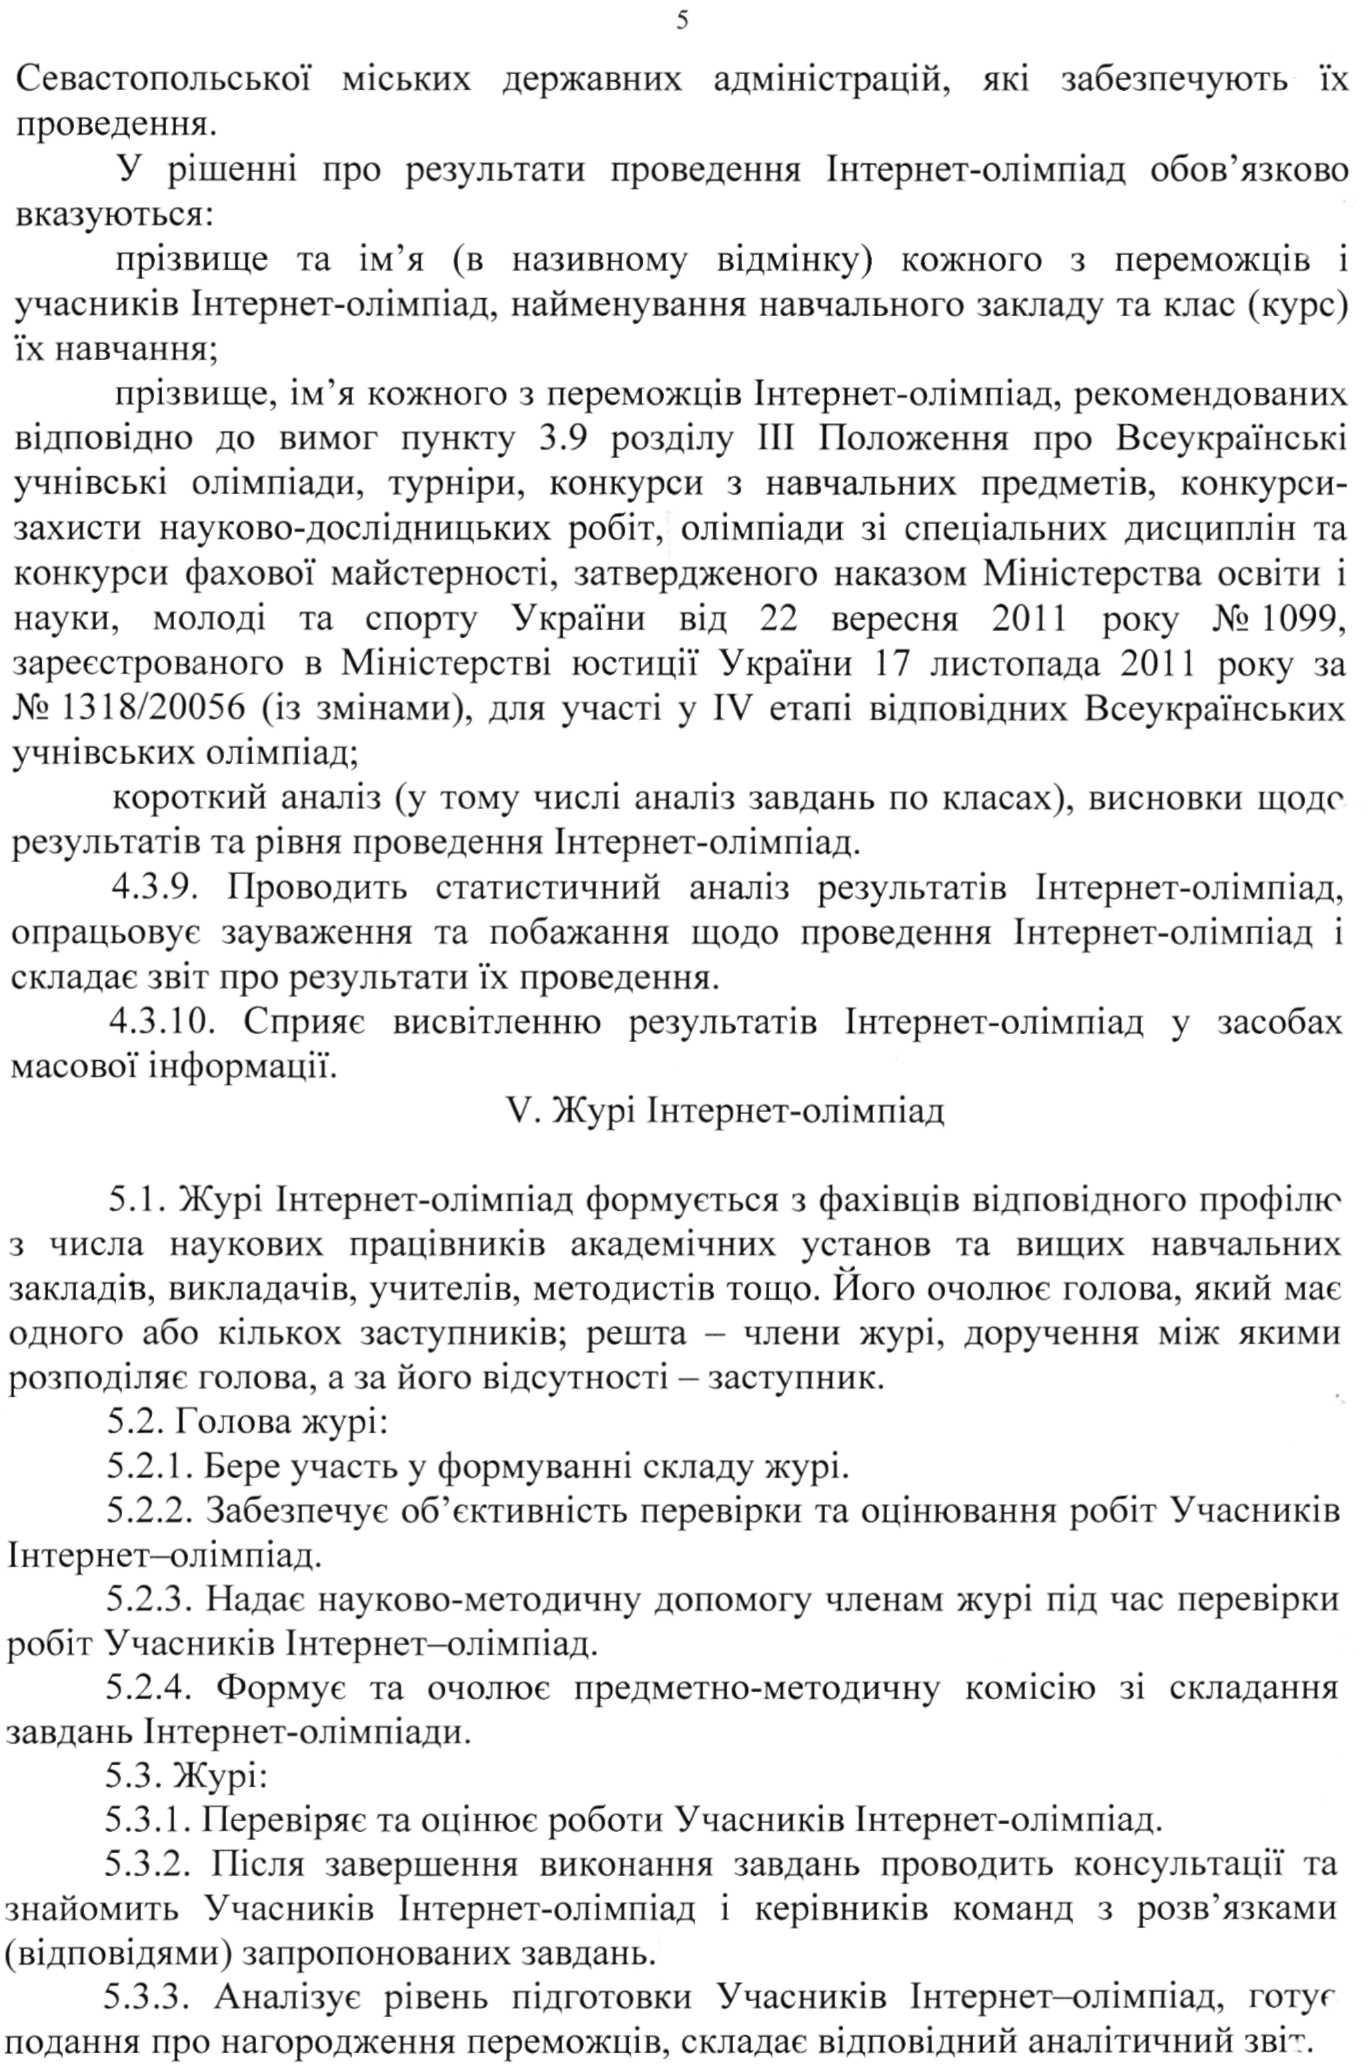 5
Севастопольської міських державних адміністрацій, які забезпечують їх
проведення.
У рішенні про результати проведення Інтернет-олімпіад обов’язково
вказуються:
прізвище та ім’я (в називному відмінку) кожного з переможців і
учасників Інтернет-олімпіад, найменування навчального закладу та клас (курс)
їх навчання;
прізвище, ім’я кожного з переможців Інтернет-олімпіад, рекомендованих
відповідно до вимог пункту 3.9 розділу ІІІ Положення про Всеукраїнські
учнівські олімпіади, турніри, конкурси з навчальних предметів, конкурси-
захисти науково-дослідницьких робіт, олімпіади зі спеціальних дисциплін та
конкурси фахової майстерності, затвердженого наказом Міністерства освіти і
науки, молоді та спорту України від 22 вересня 2011 року № 1099,
зареєстрованого в Міністерстві юстиції України 17 листопада 2011 року за
№ 1318/20056 (із змінами), для участі у IV етапі відповідних Всеукраїнських
учнівських олімпіад;
короткий аналіз (у тому числі аналіз завдань по класах), висновки щодо
результатів та рівня проведення Інтернет-олімпіад.
4.3.9. Проводить статистичний аналіз результатів Інтернет-олімпіад,
опрацьовує зауваження та побажання щодо проведення Інтернет-олімпіад і
складає звіт про результати їх проведення.
4.3.10. Сприяє висвітленню результатів Інтернет-олімпіад у засобах
масової інформації.
V. Журі Інтернет-олімпіад
5.1. Журі Інтернет-олімпіад формується з фахівців відповідного профілю
з числа наукових працівників академічних установ та вищих навчальних
закладів, викладачів, учителів, методистів тощо. Його очолює голова, який має
одного або кількох заступників; решта – члени журі, доручення між якими
розподіляє голова, а за його відсутності – заступник.
5.2. Голова журі:
5.2.1. Бере участь у формуванні складу журі.
5.2.2. Забезпечує об’єктивність перевірки та оцінювання робіт Учасників
Інтернет–олімпіад.
5.2.3. Надає науково-методичну допомогу членам журі під час перевірки
робіт Учасників Інтернет–олімпіад.
5.2.4. Формує та очолює предметно-методичну комісію зі складання
завдань Інтернет-олімпіади.
5.3. Журі:
5.3.1. Перевіряє та оцінює роботи Учасників Інтернет-олімпіад.
5.3.2. Після завершення виконання завдань проводить консультації та
знайомить Учасників Інтернет-олімпіад і керівників команд з розв’язками
(відповідями) запропонованих завдань.
5.3.3. Аналізує рівень підготовки Учасників Інтернет–олімпіад, готує
подання про нагородження переможців, складає відповідний аналітичний звіт.